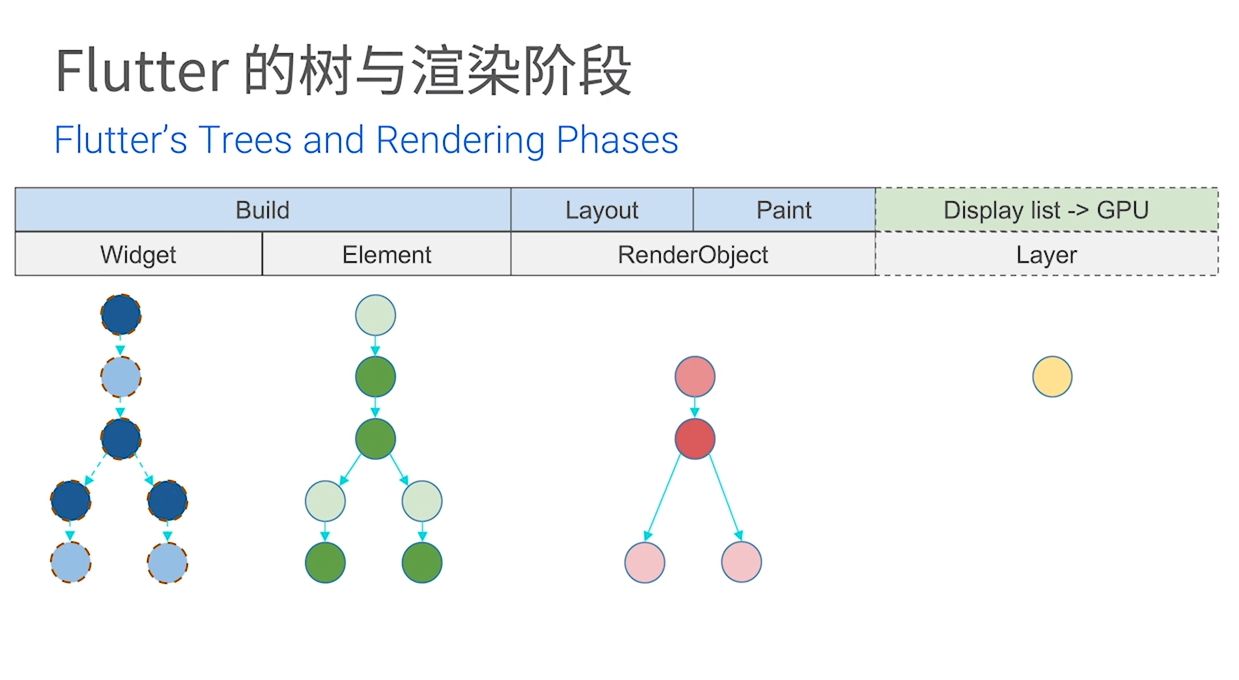 Flutter 的树与渲染阶段
Flutter’s Trees and Rendering Phases
Build Layout Paint Display list -> GPU
Widget Element RenderObject Layer